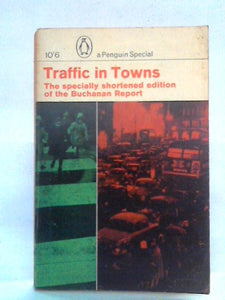 10'6
a Penguin Special
Traffic in Towns
The specially shortened edition
of the Buchanan Report